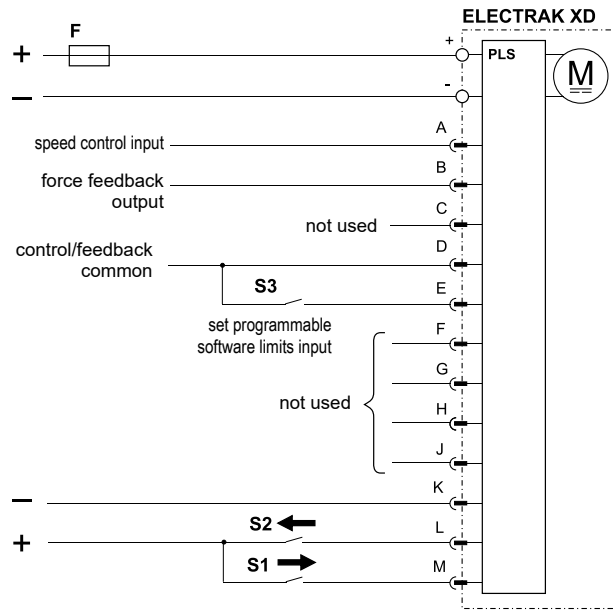 ELECTRAK XD
F
+
+
PLS
M
–
-
A
speed control input
B
force feedback
output
C
not used
D
control/feedback
common
S3
E
set programmable
software limits input
F
G
not used
H
J
K
–
S2
L
+
S1
M